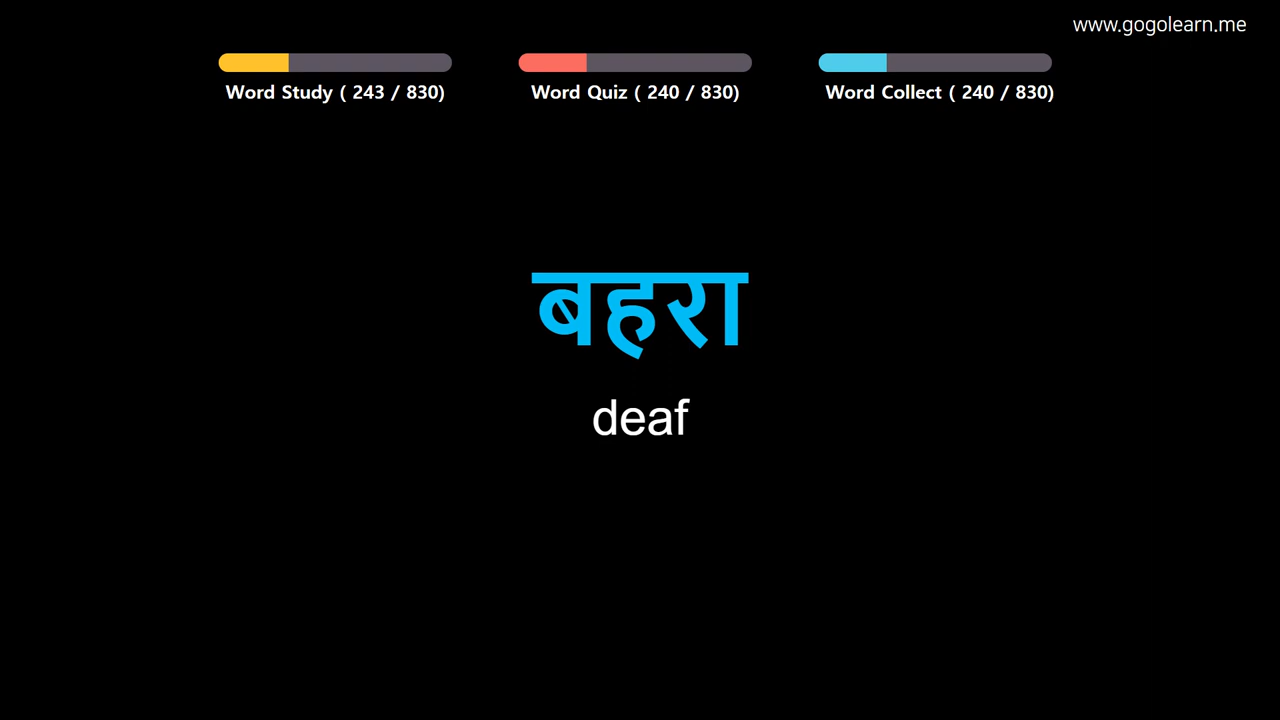 www.gogolearn.me
Word Study ( 243 / 830)
Word Quiz ( 240 / 830)
Word Collect ( 240 / 830)
बहरा
deaf